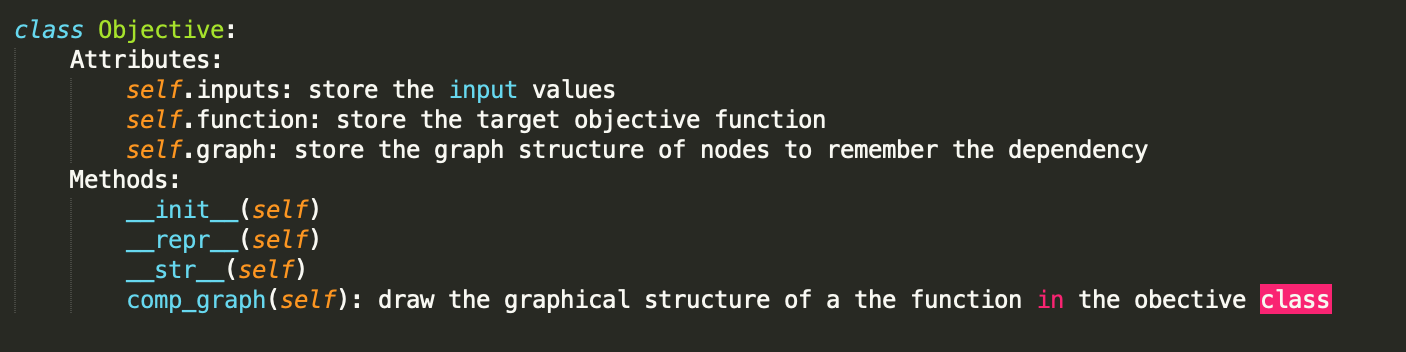 class Objective:
Attributes:
self.inputs: store the input values
self.function: store the target objective function
self.graph: store the graph structure of nodes to remember the dependency
Methods:
__init__(self)
__repr__(self)
__str__(self)
comp_graph(self): draw the graphical structure of a the function in the obective class